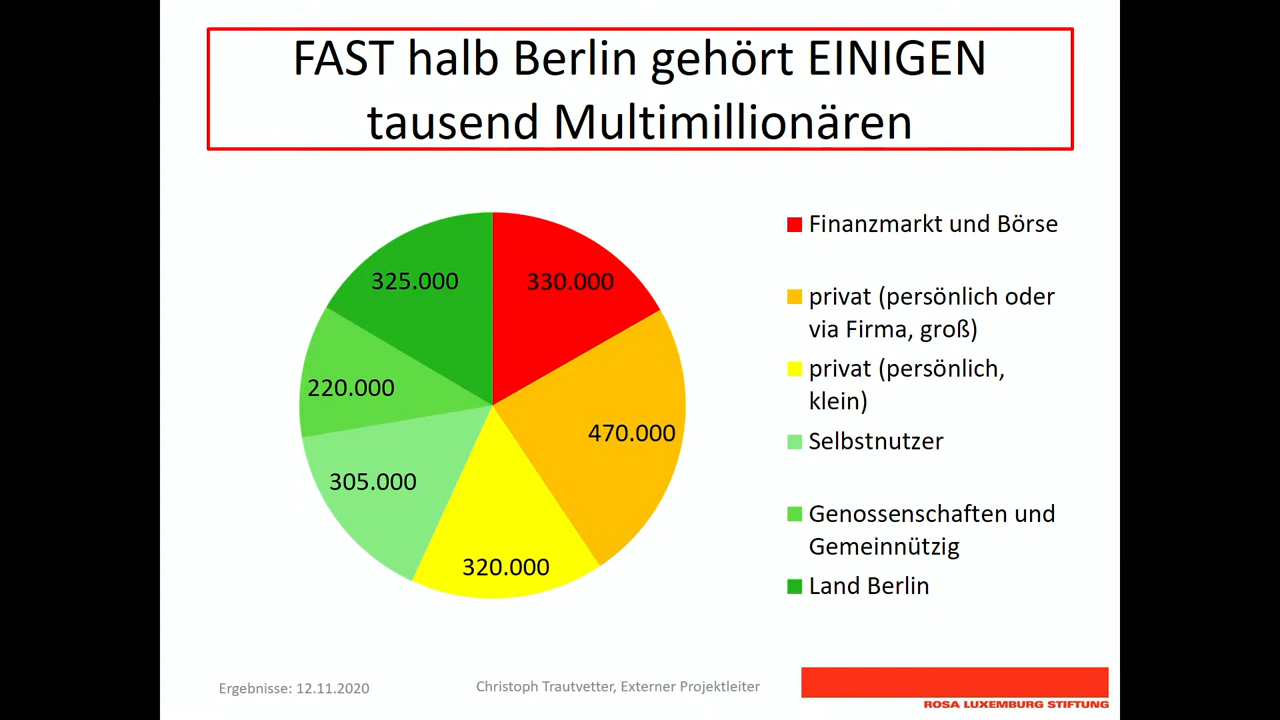 FAST halb Berlin gehört EINIGEN
tausend Multimillionären
325.000
330.000
220.000
470.000
305.000
320.000
Finanzmarkt und Börse
privat (persönlich oder
via Firma, groß)
privat (persönlich,
klein)
Selbstnutzer
Genossenschaften und
Gemeinnützig
Land Berlin
Ergebnisse: 12.11.2020
Christoph Trautvetter, Externer Projektleiter
ROSA LUXEMBURG STIFTUNG